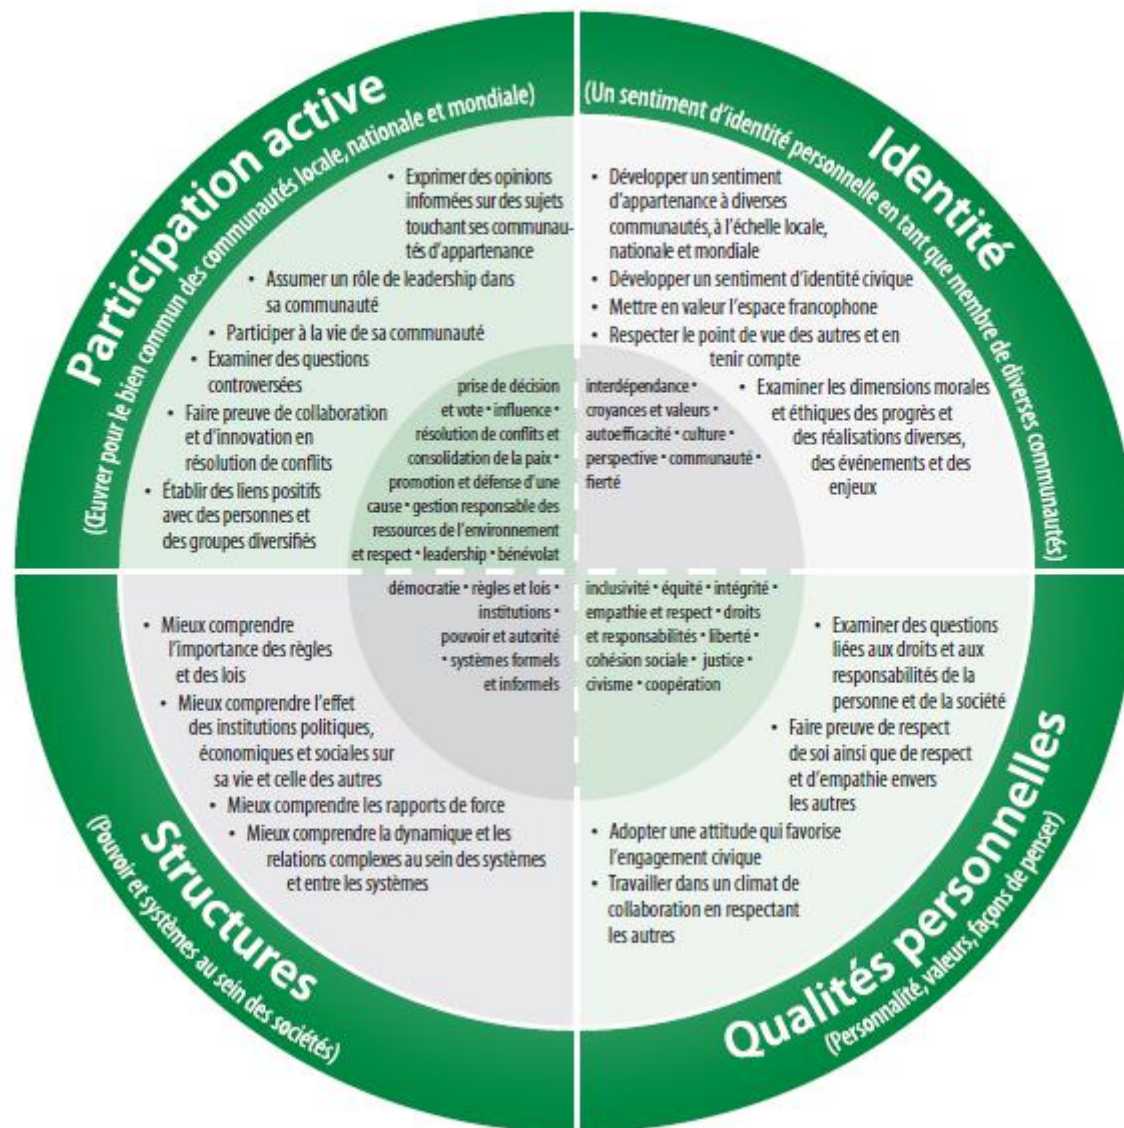 Participation active
(Œuvrer pour le bien commun des communautés locale, nationale et mondiale)
• Exprimer des opinions
informées sur des sujets
touchant ses communau-
tés d'appartenance
• Assumer un rôle de leadership dans
sa communauté
• Participer à la vie de sa communauté
• Examiner des questions
controversées
• Faire preuve de collaboration
et d'innovation en
résolution de conflits
• Établir des liens positifs
avec des personnes et
des groupes diversifiés
prise de décision
et vote • influence •
résolution de conflits et
consolidation de la paix •
promotion et défense d'une
cause • gestion responsable des
ressources de l'environnement
et respect • leadership • bénévolat
Identité
(Un sentiment d'identité personnelle en tant que membre de diverses communautés)
• Développer un sentiment
d'appartenance à diverses
communautés, à l'échelle locale,
nationale et mondiale
• Développer un sentiment d'identité civique
• Mettre en valeur l'espace francophone
• Respecter le point de vue des autres et en
tenir compte
• Examiner les dimensions morales
et éthiques des progrès et
des réalisations diverses,
des événements et des
enjeux
interdépendance •
croyances et valeurs •
autoefficacité • culture •
perspective • communauté •
fierté
Structures
(Pouvoir et systèmes au sein des sociétés)
démocratie • règles et lois •
institutions •
pouvoir et autorité
• systèmes formels
et informels
• Mieux comprendre
l'importance des règles
et des lois
• Mieux comprendre l'effet
des institutions politiques,
économiques et sociales sur
sa vie et celle des autres
• Mieux comprendre les rapports de force
• Mieux comprendre la dynamique et les
relations complexes au sein des systèmes
et entre les systèmes
Qualités personnelles
(Personnalité, valeurs, façons de penser)
inclusivité • équité • intégrité •
empathie et respect • droits
et responsabilités • liberté •
cohésion sociale • justice •
civisme • coopération
• Examiner des questions
liées aux droits et aux
responsabilités de la
personne et de la société
• Faire preuve de respect
de soi ainsi que de respect
et d'empathie envers
les autres
• Adopter une attitude qui favorise
l'engagement civique
• Travailler dans un climat de
collaboration en respectant
les autres